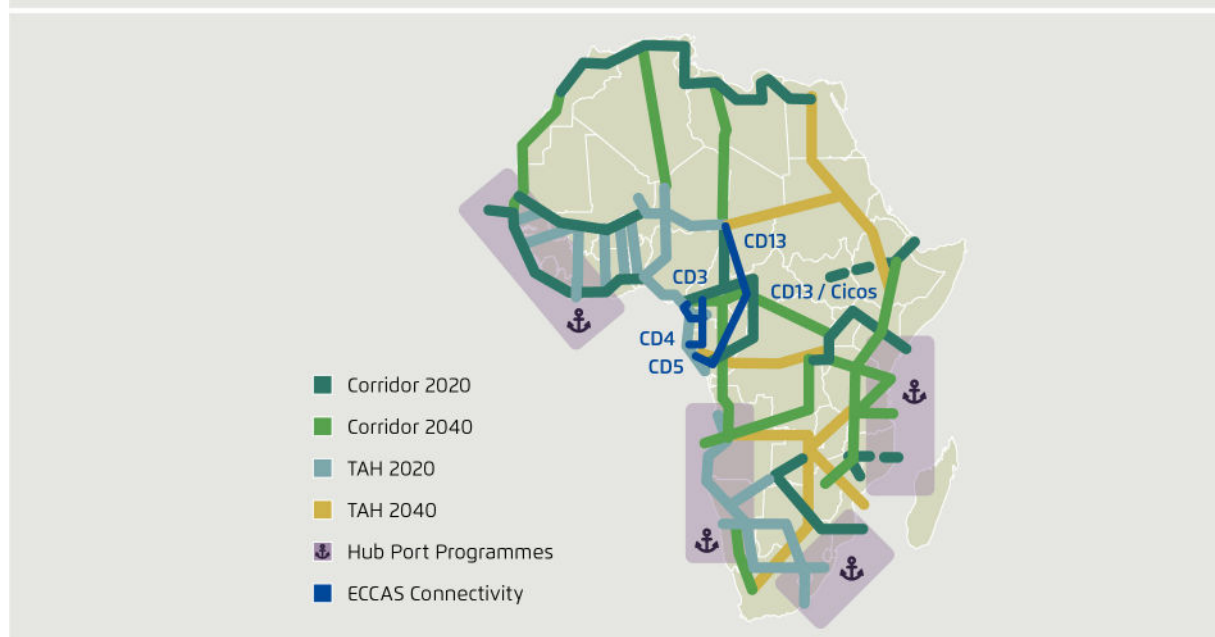 CD13
CD3
CD13 / Cicos
CD4
CD5
Corridor 2020
Corridor 2040
TAH 2020
TAH 2040
Hub Port Programmes
ECCAS Connectivity